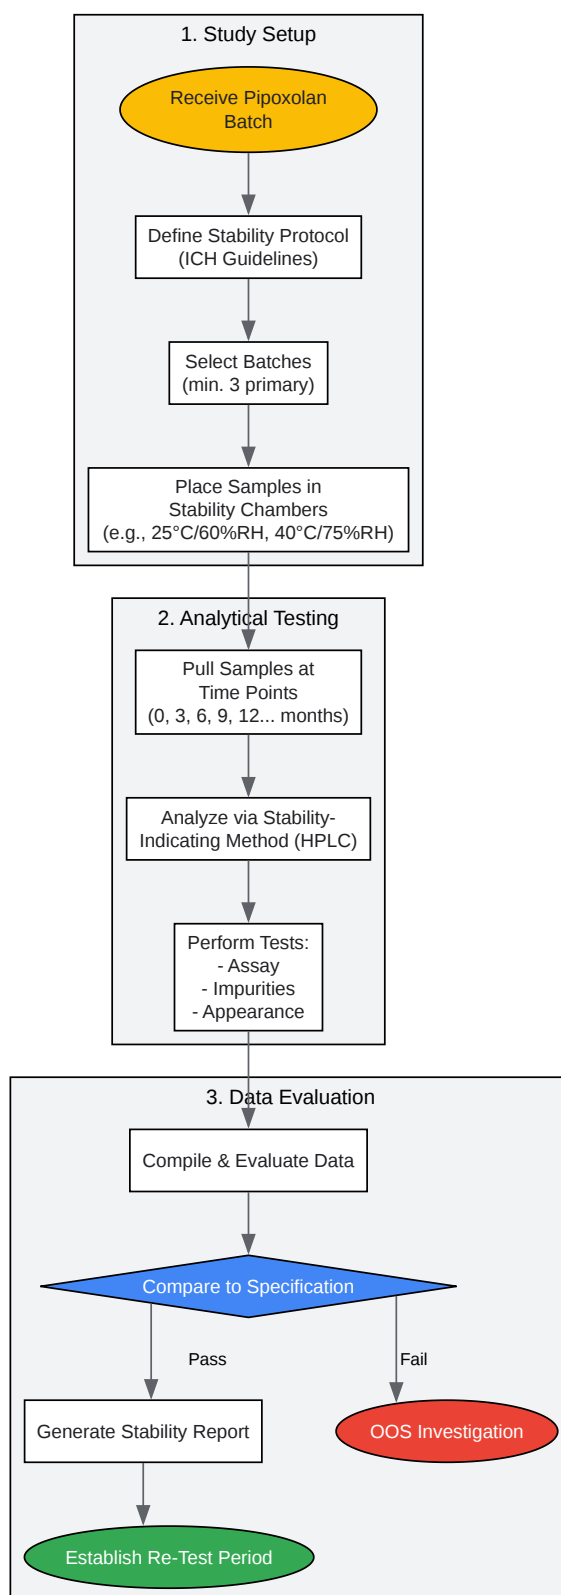 1. Study Setup
Receive Pipoxolan
Batch
Define Stability Protocol
(ICH Guidelines)
Select Batches
(min. 3 primary)
Place Samples in
Stability Chambers
(e.g., 25°C/60%RH, 40°C/75%RH)
2. Analytical Testing
Pull Samples at
Time Points
(0, 3, 6, 9, 12... months)
Analyze via Stability-
Indicating Method (HPLC)
Perform Tests:
- Assay
- Impurities
- Appearance
3. Data Evaluation
Compile & Evaluate Data
Compare to Specification
Pass
Fail
Generate Stability Report
OOS Investigation
Establish Re-Test Period